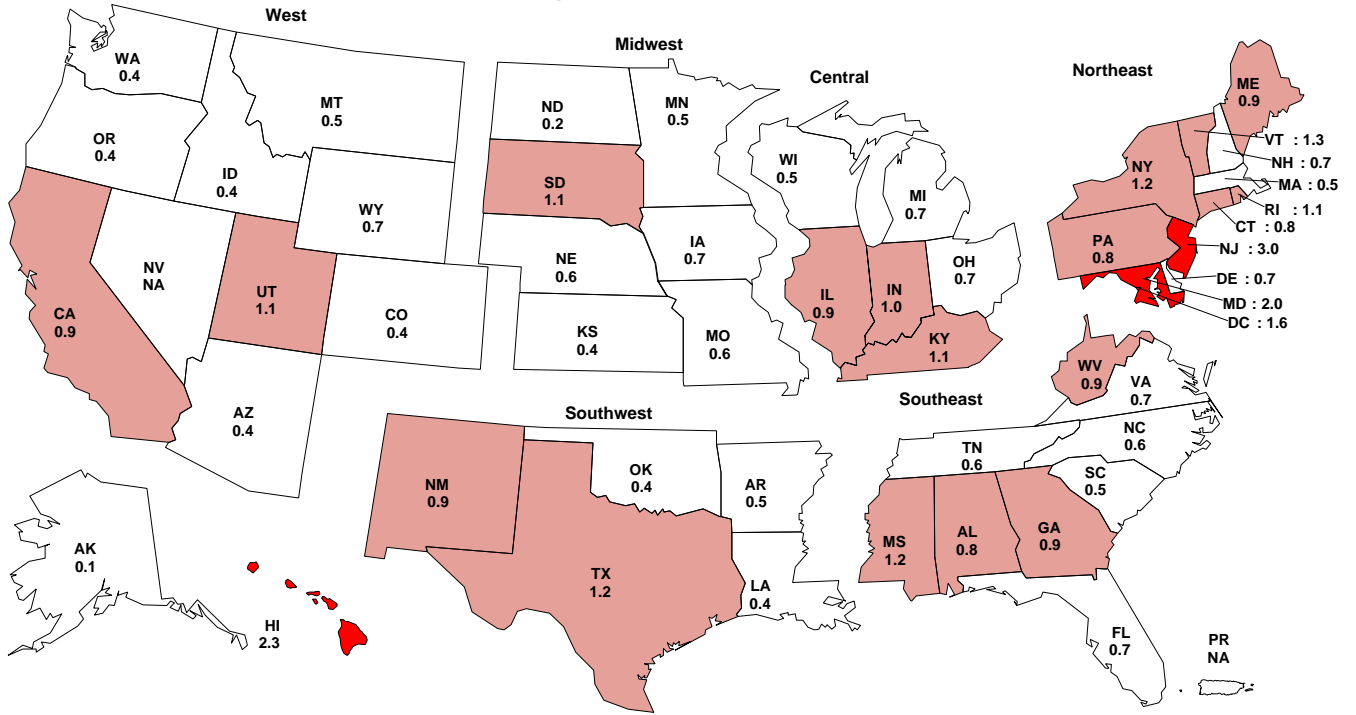 West
WA
0.4
MT
0.5
OR
0.4
ID
0.4
WY
0.7
NV
NA
CA
0.9
UT
1.1
CO
0.4
AZ
0.4
AK
0.1
HI
2.3
Midwest
ND
0.2
MN
0.5
SD
1.1
NE
0.6
IA
0.7
KS
0.4
MO
0.6
Central
WI
0.5
MI
0.7
IL
0.9
IN
1.0
OH
0.7
KY
1.1
Northeast
ME
0.9
VT : 1.3
NH : 0.7
NY
1.2
MA : 0.5
RI : 1.1
CT : 0.8
PA
0.8
NJ : 3.0
DE : 0.7
MD : 2.0
DC : 1.6
Southwest
NM
0.9
OK
0.4
AR
0.5
TX
1.2
LA
0.4
Southeast
WV
0.9
VA
0.7
TN
0.6
NC
0.6
SC
0.5
MS
1.2
AL
0.8
GA
0.9
FL
0.7
PR
NA